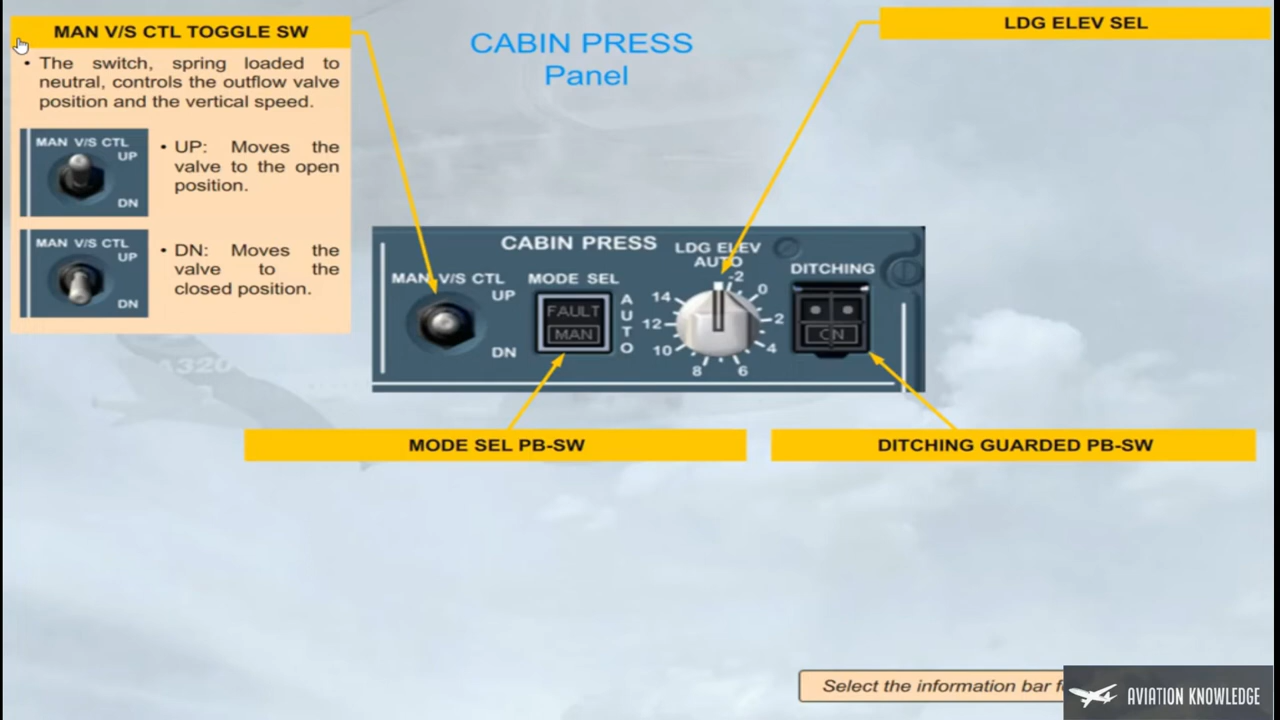 MAN V/S CTL TOGGLE SW
• The switch, spring loaded to
neutral, controls the outflow valve
position and the vertical speed.
MAN V/S CTL
UP
DN
• UP: Moves the
valve to the open
position.
MAN V/S CTL
UP
DN
• DN: Moves the
valve to the
closed position.
CABIN PRESS
Panel
LDG ELEV SEL
CABIN PRESS
MAN V/S CTL
UP
DN
MODE SEL
FAULT
MAN
AUTO
LDG ELEV
AUTO
-2
0
2
4
6
8
10
12
14
DITCHING
ON
MODE SEL PB-SW
DITCHING GUARDED PB-SW
A320
Select the information bar f
AVIATION KNOWLEDGE